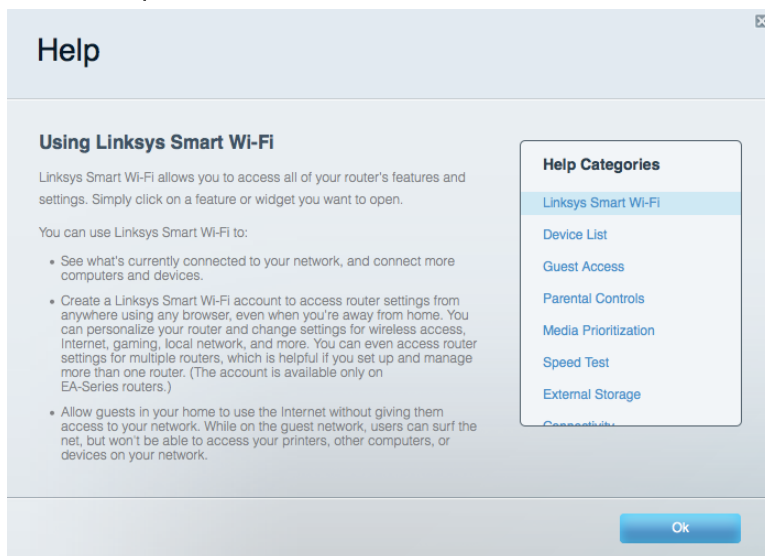 Help
Using Linksys Smart Wi-Fi
Linksys Smart Wi-Fi allows you to access all of your router's features and
settings. Simply click on a feature or widget you want to open.
You can use Linksys Smart Wi-Fi to:
• See what's currently connected to your network, and connect more
computers and devices.
• Create a Linksys Smart Wi-Fi account to access router settings from
anywhere using any browser, even when you're away from home. You
can personalize your router and change settings for wireless access,
Internet, gaming, local network, and more. You can even access router
settings for multiple routers, which is helpful if you set up and manage
more than one router. (The account is available only on
EA-Series routers.)
• Allow guests in your home to use the Internet without giving them
access to your network. While on the guest network, users can surf the
net, but won't be able to access your printers, other computers, or
devices on your network.
Help Categories
Linksys Smart Wi-Fi
Device List
Guest Access
Parental Controls
Media Prioritization
Speed Test
External Storage
Connectivity
Ok